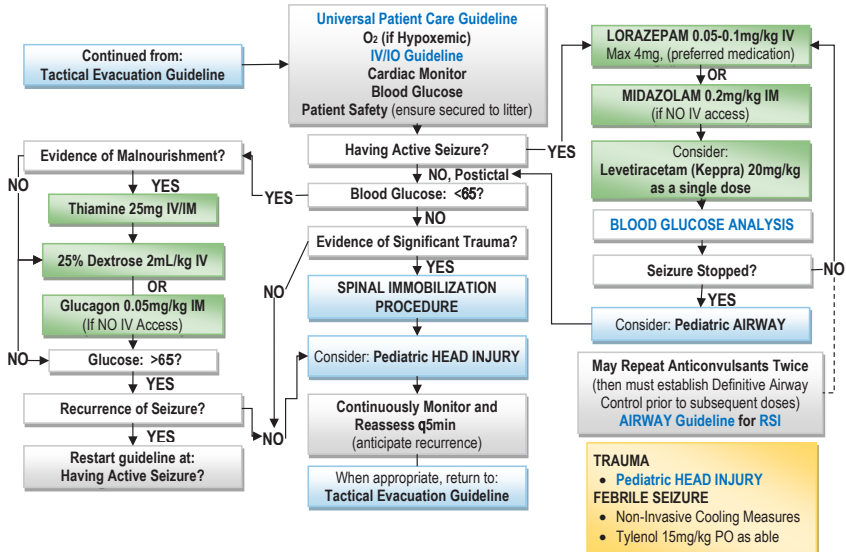 Continued from:
Tactical Evacuation Guideline
Universal Patient Care Guideline
O2 (if Hypoxemic)
IV/IO Guideline
Cardiac Monitor
Blood Glucose
Patient Safety (ensure secured to litter)
Having Active Seizure?
YES
NO, Postictal
Blood Glucose: <65?
YES
NO
Evidence of Significant Trauma?
NO
YES
SPINAL IMMOBILIZATION
PROCEDURE
Consider: Pediatric HEAD INJURY
Continuously Monitor and
Reassess q5min
(anticipate recurrence)
When appropriate, return to:
Tactical Evacuation Guideline
Evidence of Malnourishment?
NO
YES
Thiamine 25mg IV/IM
25% Dextrose 2mL/kg IV
OR
Glucagon 0.05mg/kg IM
(If NO IV Access)
NO
Glucose: >65?
YES
Recurrence of Seizure?
NO
YES
Restart guideline at:
Having Active Seizure?
LORAZEPAM 0.05-0.1mg/kg IV
Max 4mg, (preferred medication)
OR
MIDAZOLAM 0.2mg/kg IM
(if NO IV access)
Consider:
Levetiracetam (Keppra) 20mg/kg
as a single dose
BLOOD GLUCOSE ANALYSIS
Seizure Stopped?
NO
YES
Consider: Pediatric AIRWAY
May Repeat Anticonvulsants Twice
(then must establish Definitive Airway
Control prior to subsequent doses)
AIRWAY Guideline for RSI
TRAUMA
• Pediatric HEAD INJURY
FEBRILE SEIZURE
• Non-Invasive Cooling Measures
• Tylenol 15mg/kg PO as able